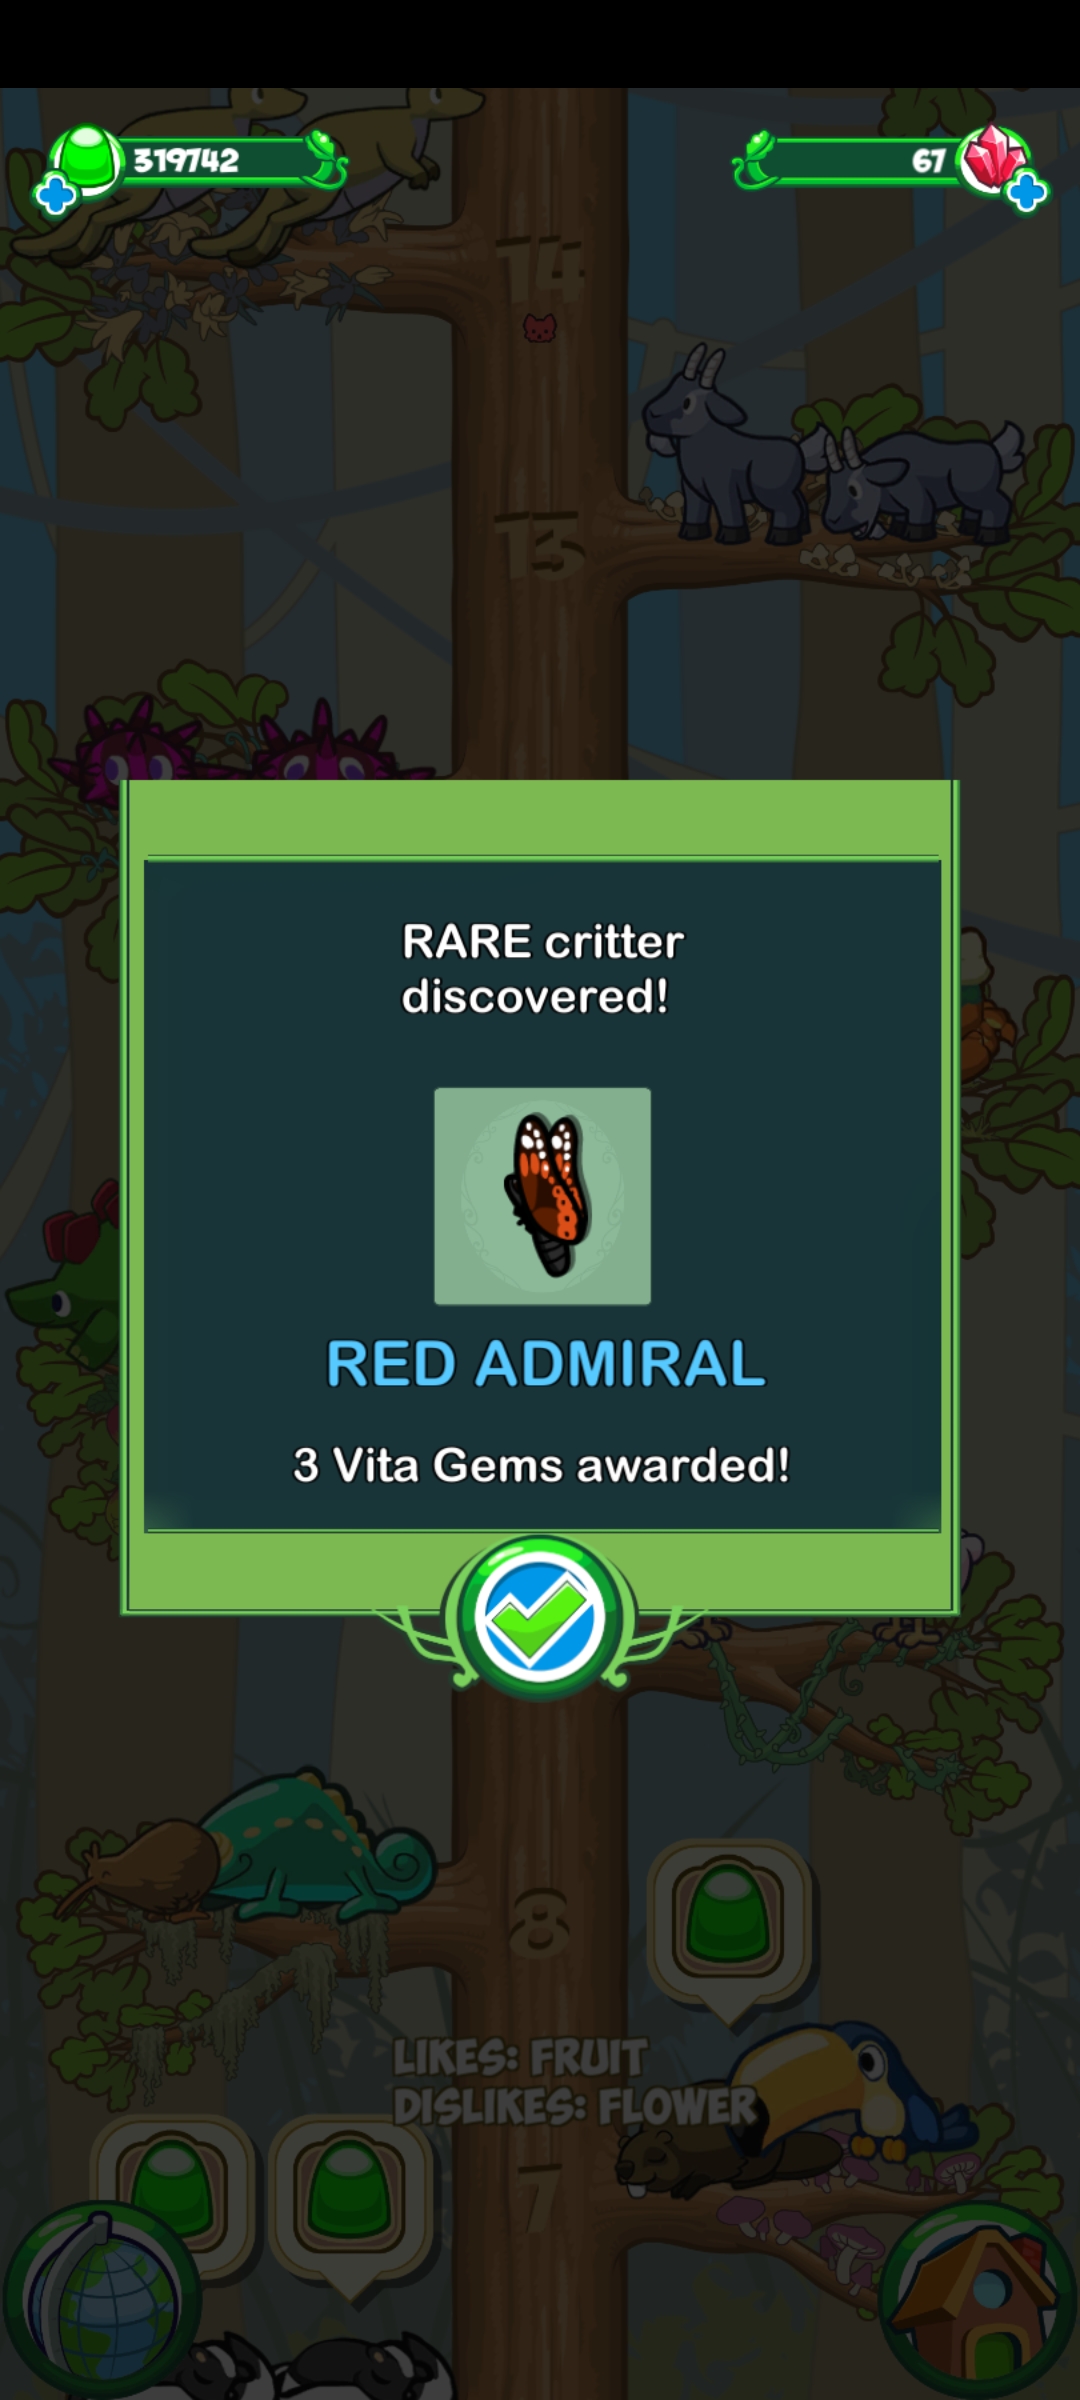 319742
67
14
13
RARE critter
discovered!
RED ADMIRAL
3 Vita Gems awarded!
8
LIKES: FRUIT
DISLIKES: FLOWER
7